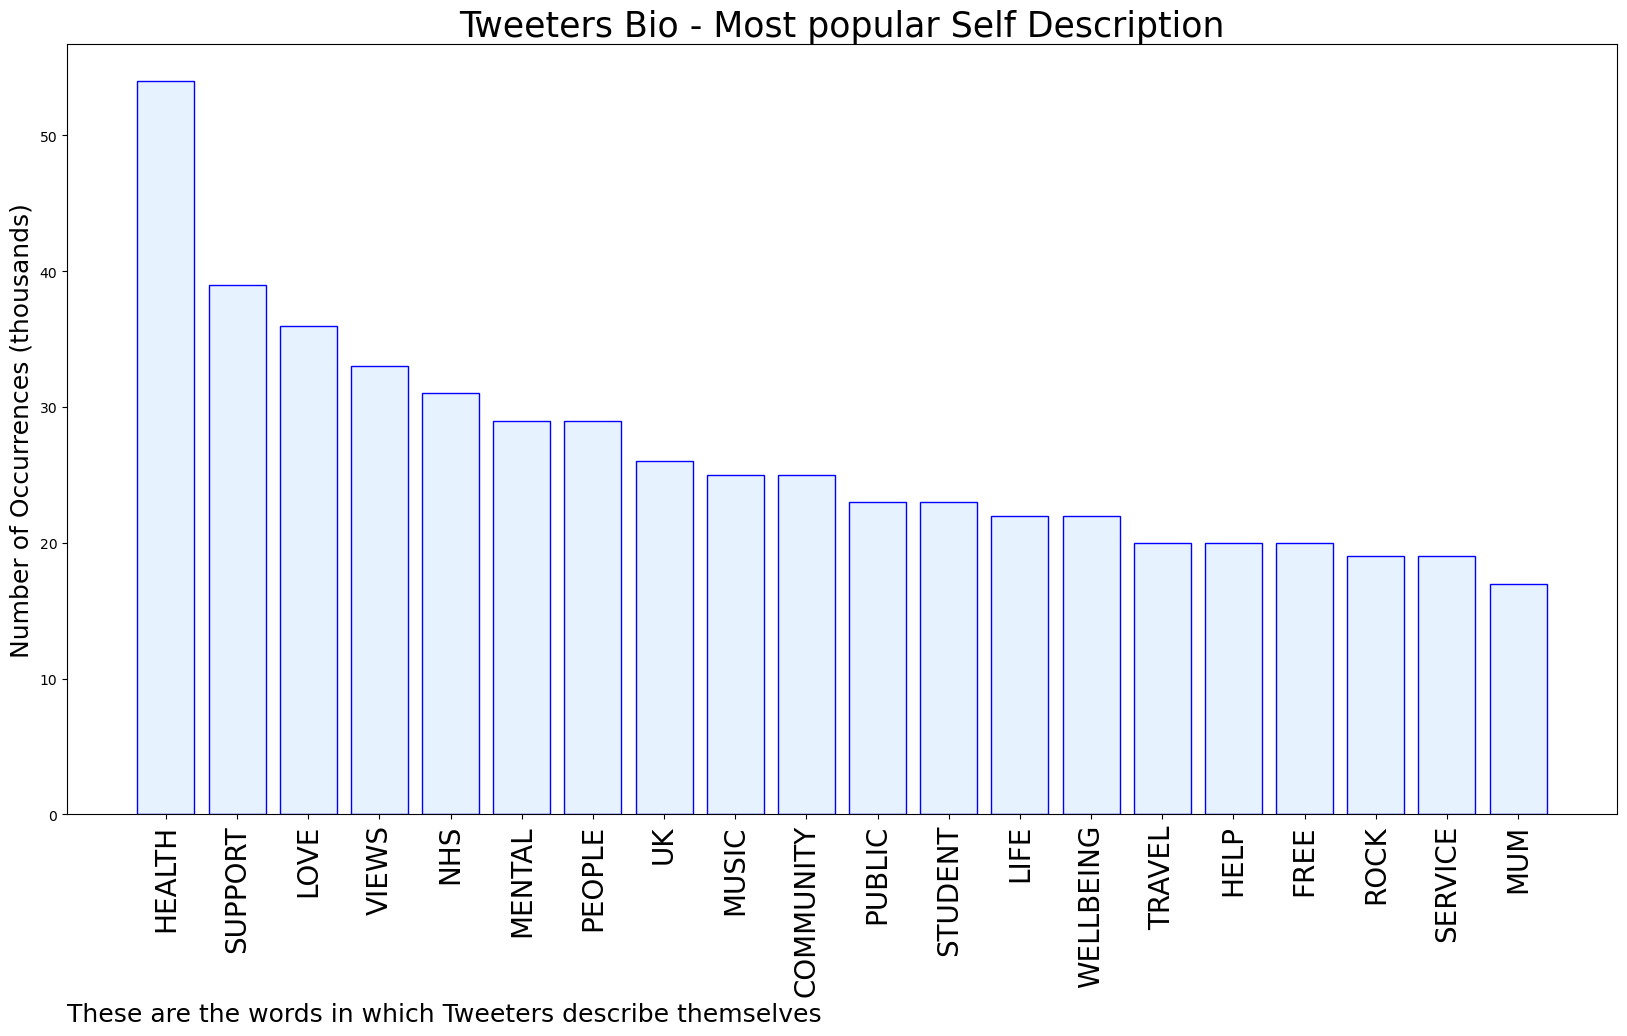 Tweeters Bio - Most popular Self Description
Number of Occurrences (thousands)
50
40
30
20
10
0
HEALTH
SUPPORT
LOVE
VIEWS
NHS
MENTAL
PEOPLE
UK
MUSIC
COMMUNITY
PUBLIC
STUDENT
LIFE
WELLBEING
TRAVEL
HELP
FREE
ROCK
SERVICE
MUM
These are the words in which Tweeters describe themselves